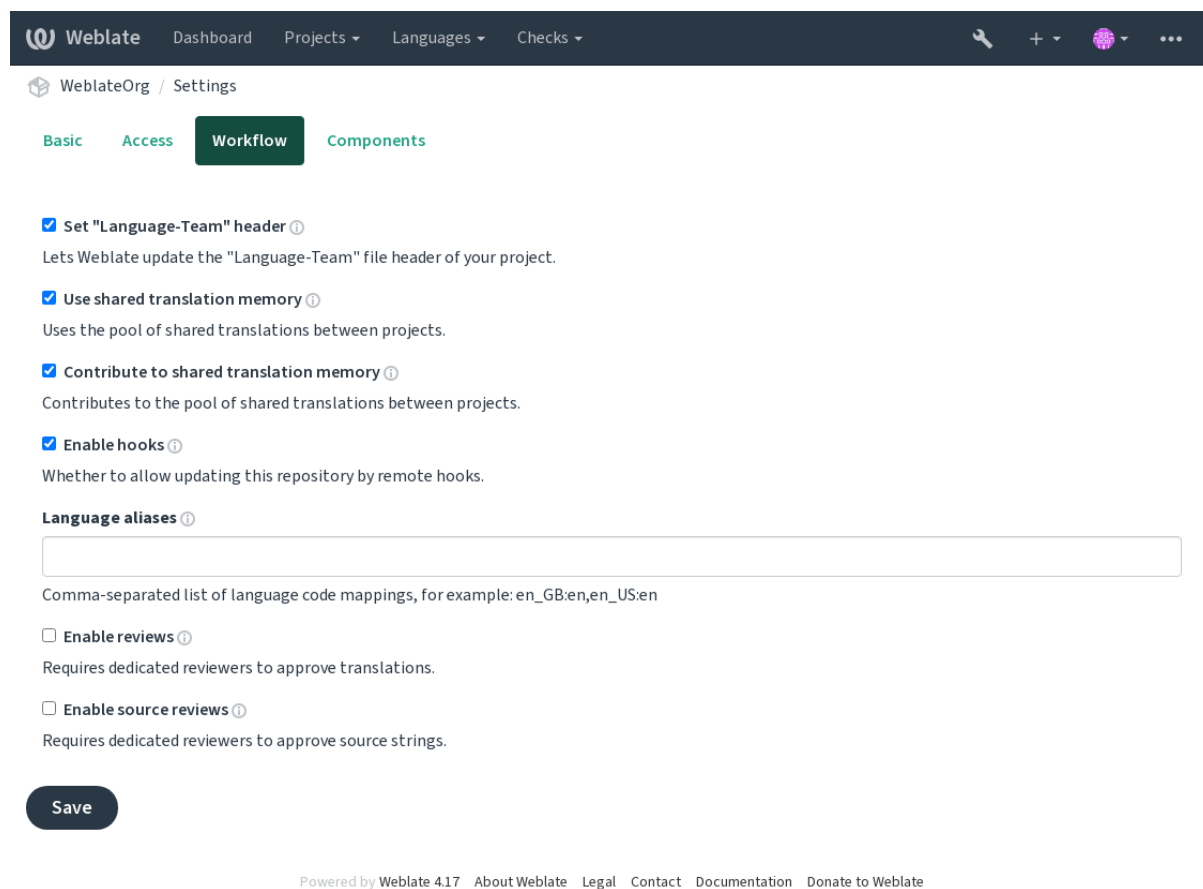 Weblate Dashboard Projects Languages Checks
WeblateOrg / Settings
Basic Access Workflow Components
Set "Language-Team" header
Lets Weblate update the "Language-Team" file header of your project.
Use shared translation memory
Uses the pool of shared translations between projects.
Contribute to shared translation memory
Contributes to the pool of shared translations between projects.
Enable hooks
Whether to allow updating this repository by remote hooks.
Language aliases
Comma-separated list of language code mappings, for example: en_GB:en,en_US:en
Enable reviews
Requires dedicated reviewers to approve translations.
Enable source reviews
Requires dedicated reviewers to approve source strings.
Save
Powered by Weblate 4.17 About Weblate Legal Contact Documentation Donate to Weblate